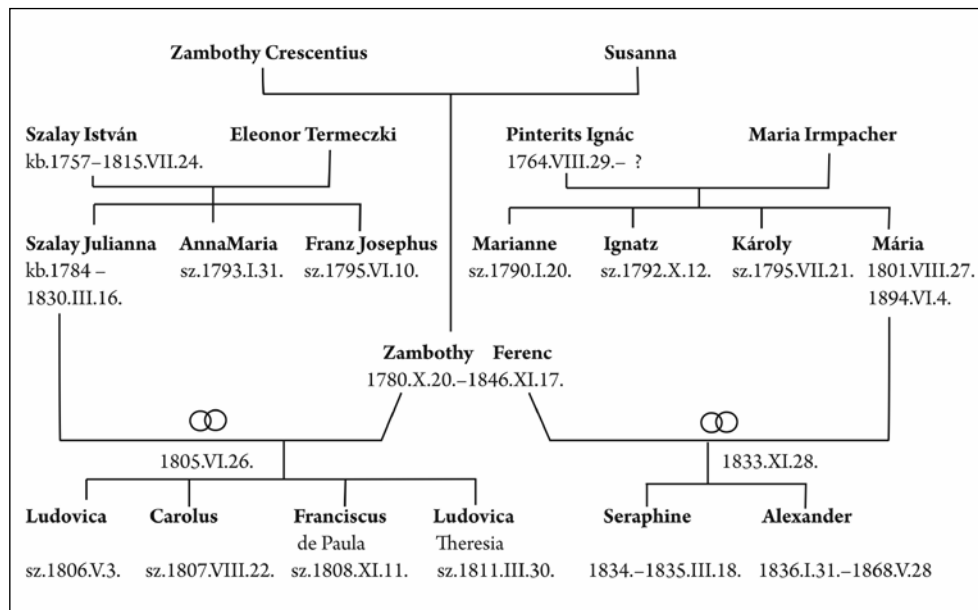 Zambothy Crescentius Susanna
Szalay István Eleonor Termeczki Pinterits Ignác Maria Irmpacher
kb.1757–1815.VII.24. 1764.VIII.29.– ?
Szalay Julianna AnnaMaria Franz Josephus Marianne Ignatz Károly Mária
kb.1784 – sz.1793.I.31. sz.1795.VI.10. sz.1790.I.20. sz.1792.X.12. sz.1795.VII.21. 1801.VIII.27.
1830.III.16. 1894.VI.4.
Zambothy Ferenc
1780.X.20.–1846.XI.17.
1805.VI.26. 1833.XI.28.
Ludovica Carolus Franciscus Ludovica Seraphine Alexander
de Paula Theresia
sz.1806.V.3. sz.1807.VIII.22. sz.1808.XI.11. sz.1811.III.30. 1834.–1835.III.18. 1836.I.31.–1868.V.28